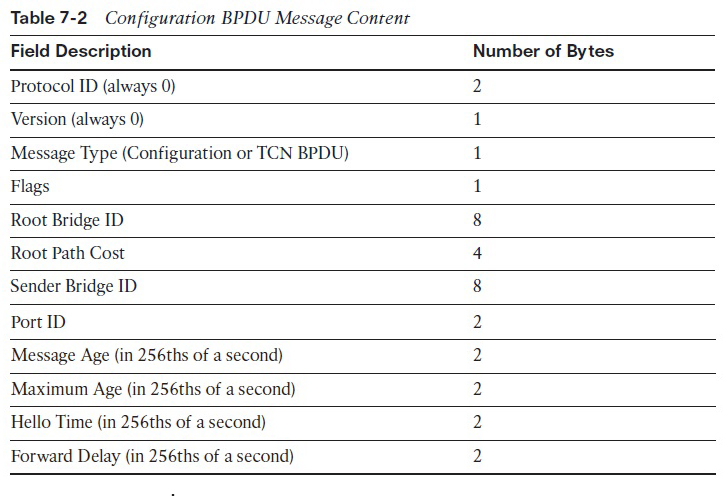 Table 7-2 Configuration BPDU Message Content
Field Description Number of Bytes
Protocol ID (always 0) 2
Version (always 0) 1
Message Type (Configuration or TCN BPDU) 1
Flags 1
Root Bridge ID 8
Root Path Cost 4
Sender Bridge ID 8
Port ID 2
Message Age (in 256ths of a second) 2
Maximum Age (in 256ths of a second) 2
Hello Time (in 256ths of a second) 2
Forward Delay (in 256ths of a second) 2